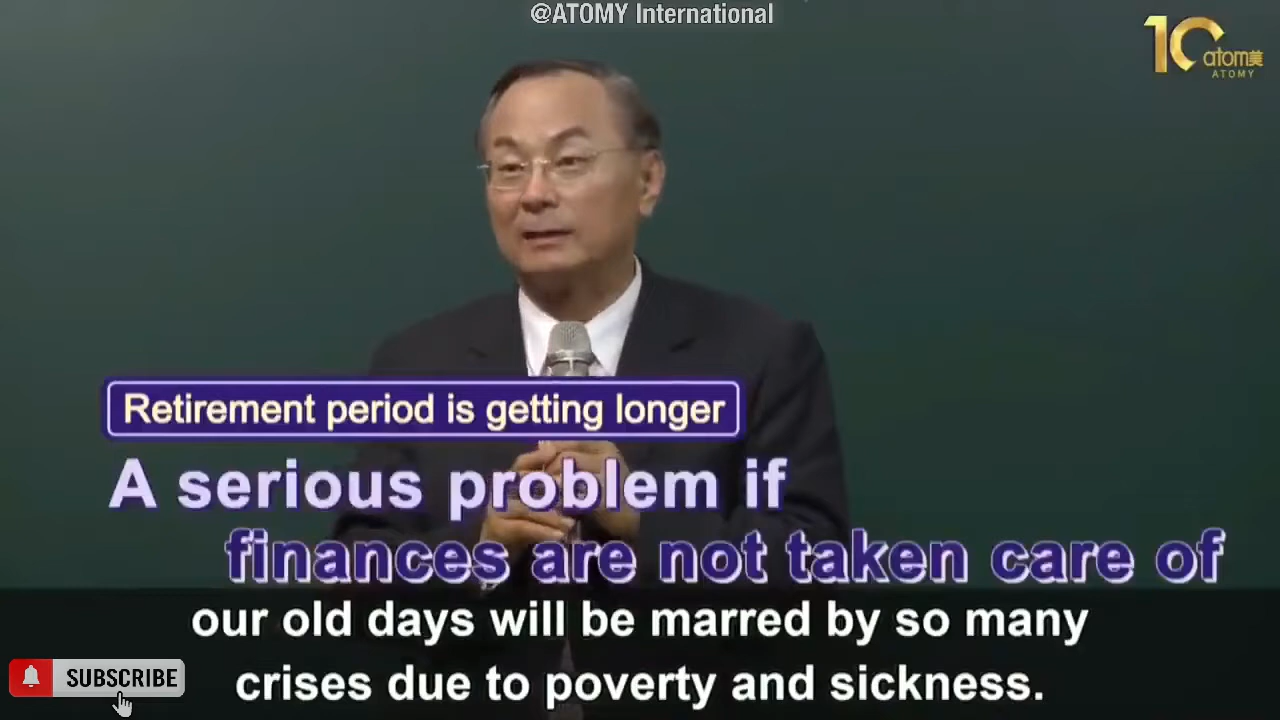 @ATOMY International
10 atom美
ATOMY
Retirement period is getting longer
A serious problem if
finances are not taken care of
our old days will be marred by so many
crises due to poverty and sickness.
SUBSCRIBE